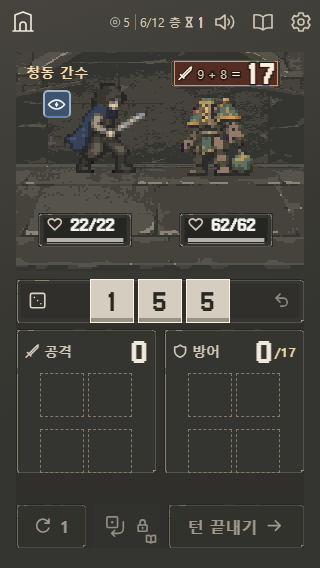 5 6/12 층 1
청동 간수
9 + 8 = 17
22/22 62/62
1 5 5
공격 0 방어 0/17
1 턴 끝내기 →